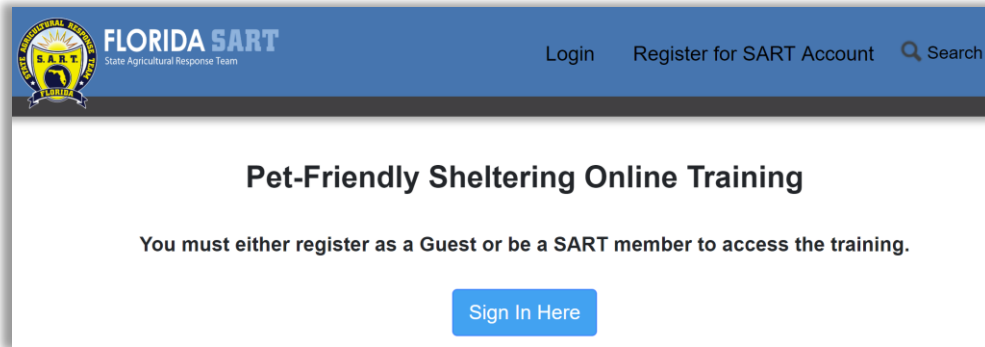 STATE AGRICULTURAL RESPONSE TEAM
S. A. R. T.
FLORIDA
FLORIDA SART
State Agricultural Response Team
Login
Register for SART Account
Search
Pet-Friendly Sheltering Online Training
You must either register as a Guest or be a SART member to access the training.
Sign In Here